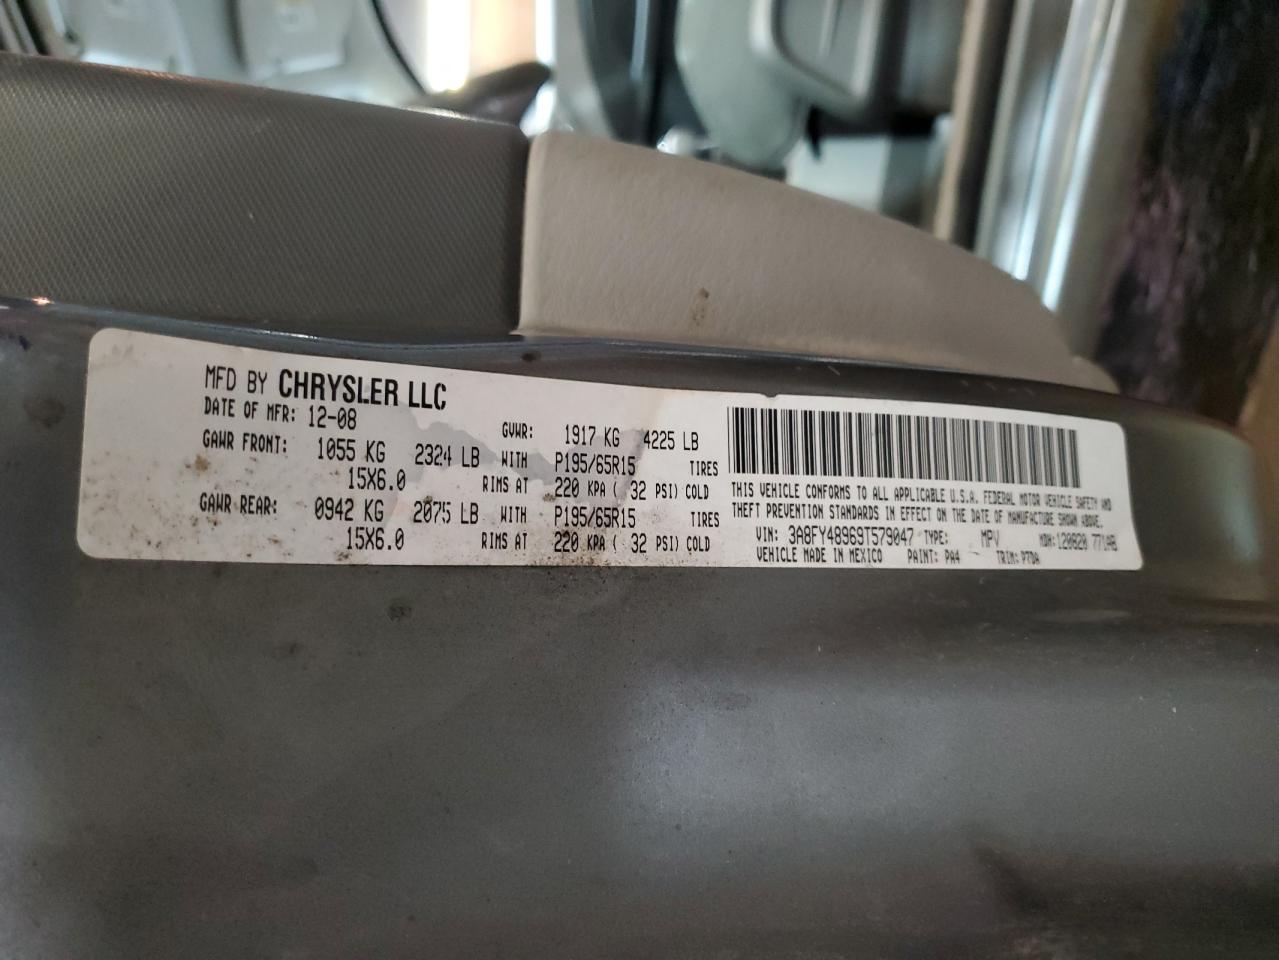 MFD BY CHRYSLER LLC
DATE OF MFR: 12-08 GVWR: 1917 KG 4225 LB
GAWR FRONT: 1055 KG 2324 LB WITH P195/65R15 TIRES
15X6.0 RIMS AT 220 KPA ( 32 PSI) COLD
GAWR REAR: 0942 KG 2075 LB WITH P195/65R15 TIRES
15X6.0 RIMS AT 220 KPA ( 32 PSI) COLD
THIS VEHICLE CONFORMS TO ALL APPLICABLE U.S.A. FEDERAL MOTOR VEHICLE SAFETY AND
THEFT PREVENTION STANDARDS IN EFFECT ON THE DATE OF MANUFACTURE SHOWN ABOVE.
VIN: 3A8FY48969T579047 TYPE: MPV MDH: 120820 771AB
VEHICLE MADE IN MEXICO PAINT: PA4 TRIM: PTDA